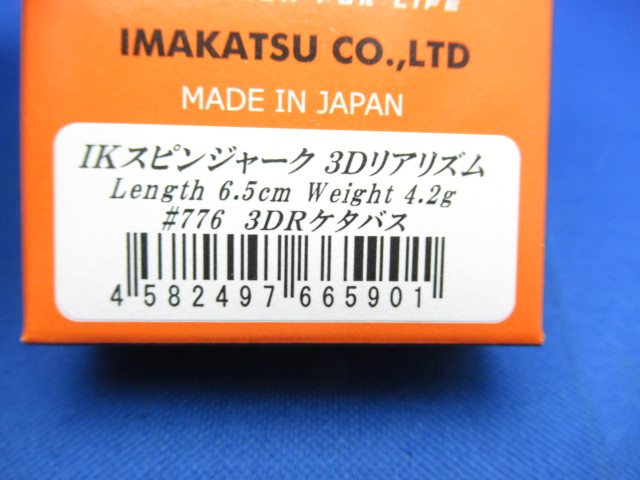 FOR LIFE
IMAKATSU CO.,LTD
MADE IN JAPAN
IKスピンジャーク 3Dリアリズム
Length 6.5cm Weight 4.2g
#776 3DRケタバス
4 582497 665901